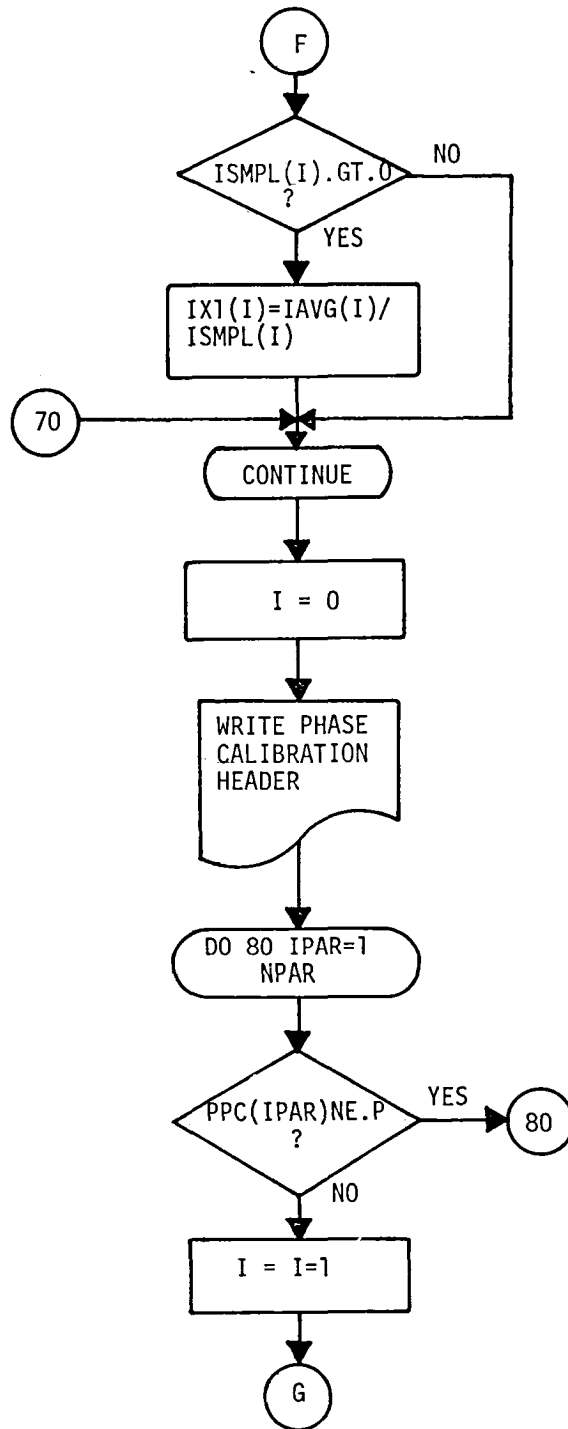 F
ISMPL(I).GT.0
?
NO
YES
IX1(I)=IAVG(I)/
ISMPL(I)
70
CONTINUE
I = 0
WRITE PHASE
CALIBRATION
HEADER
DO 80 IPAR=1
NPAR
PPC(IPAR)NE.P
?
YES
80
NO
I = I=1
G